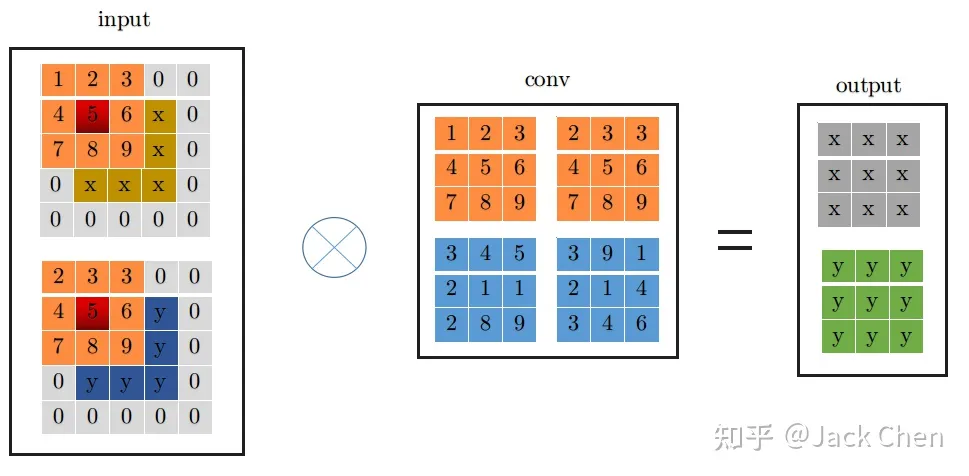 input
1 2 3 0 0
4 5 6 x 0
7 8 9 x 0
0 x x x 0
0 0 0 0 0
2 3 3 0 0
4 5 6 y 0
7 8 9 y 0
0 y y y 0
0 0 0 0 0
conv
1 2 3 2 3 3
4 5 6 4 5 6
7 8 9 7 8 9
3 4 5 3 9 1
2 1 1 2 1 4
2 8 9 3 4 6
=
output
x x x
x x x
x x x
y y y
y y y
y y y
知乎 @Jack Chen